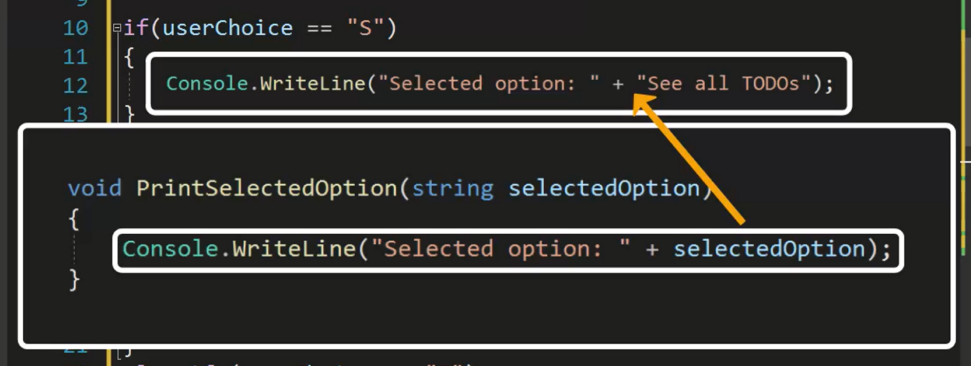 10 if(userChoice == "S")
11 {
12 Console.WriteLine("Selected option: " + "See all TODOs");
13 }
void PrintSelectedOption(string selectedOption)
{
Console.WriteLine("Selected option: " + selectedOption);
}
21 }